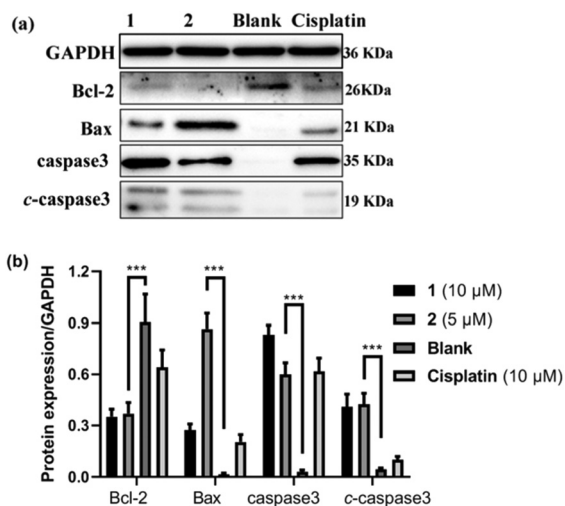 (a)
1 2 Blank Cisplatin
GAPDH 36 KDa
Bcl-2 26KDa
Bax 21 KDa
caspase3 35 KDa
c-caspase3 19 KDa
(b)
Protein expression/GAPDH
1.2
0.9
0.6
0.3
0.0
*** *** *** ***
Bcl-2 Bax caspase3 c-caspase3
1 (10 μM)
2 (5 μM)
Blank
Cisplatin (10 μM)